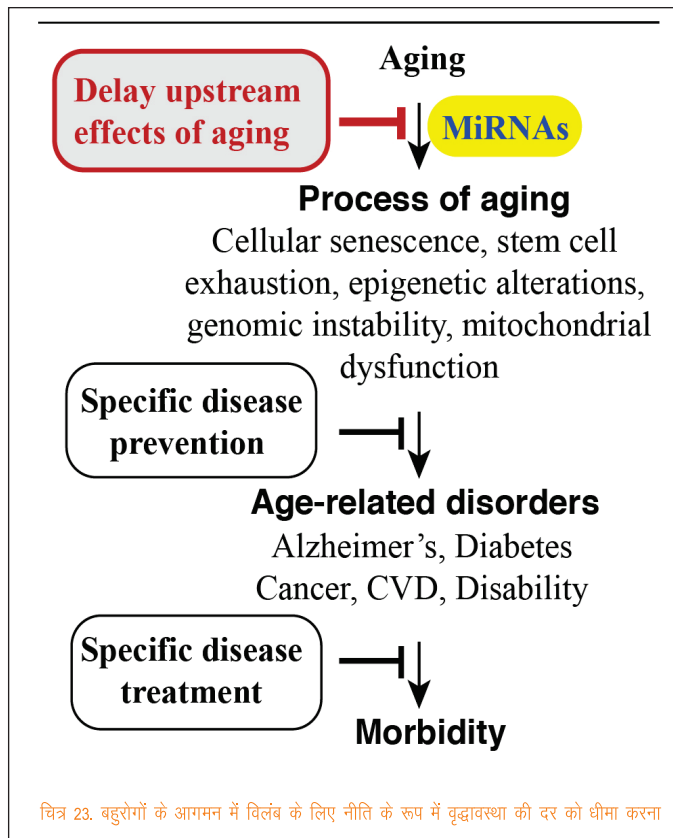 Aging
Delay upstream
effects of aging
MiRNAs
Process of aging
Cellular senescence, stem cell
exhaustion, epigenetic alterations,
genomic instability, mitochondrial
dysfunction
Specific disease
prevention
Age-related disorders
Alzheimer’s, Diabetes
Cancer, CVD, Disability
Specific disease
treatment
Morbidity
चित्र 23. बहुरोगों के आगमन में विलंब के लिए नीति के रूप में वृद्धावस्था की दर को धीमा करना